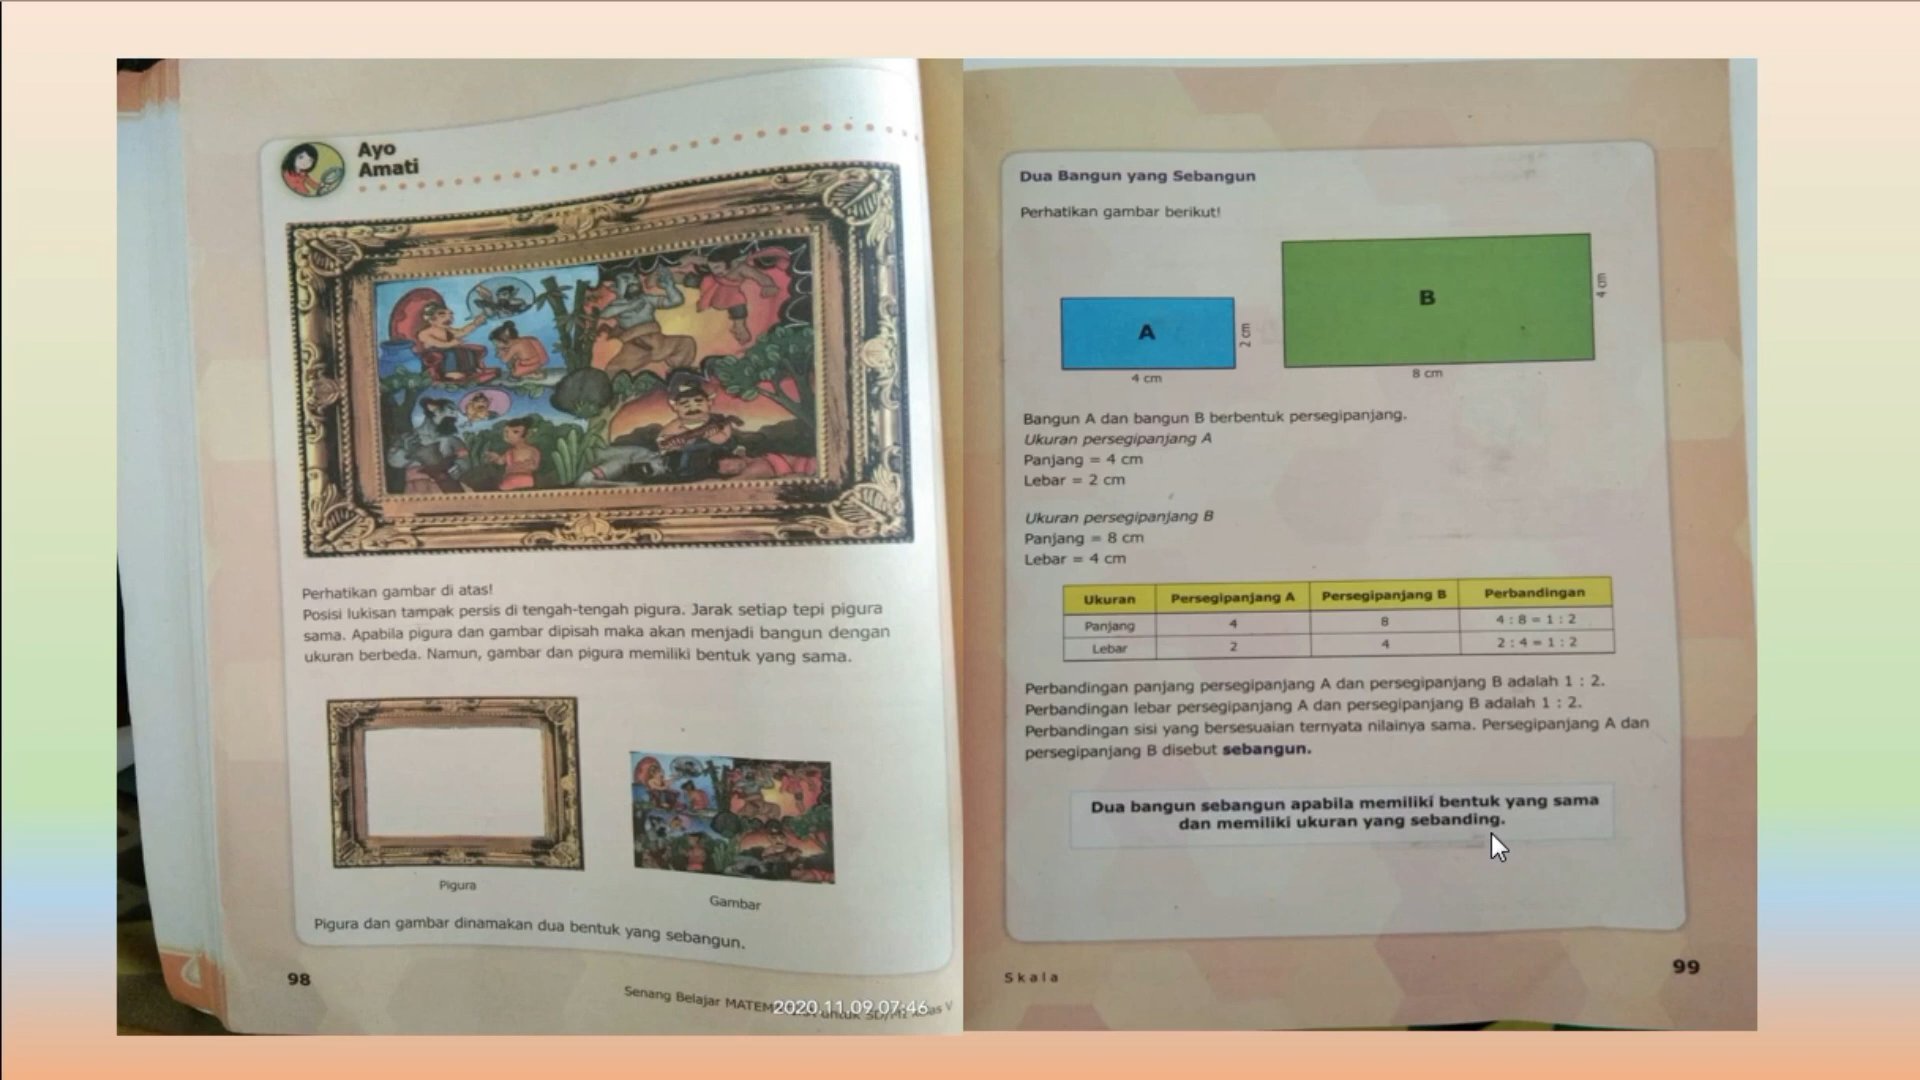 Ayo
Amati
Perhatikan gambar di atas!
Posisi lukisan tampak persis di tengah-tengah pigura. Jarak setiap tepi pigura
sama. Apabila pigura dan gambar dipisah maka akan menjadi bangun dengan
ukuran berbeda. Namun, gambar dan pigura memiliki bentuk yang sama.
Pigura
Gambar
Pigura dan gambar dinamakan dua bentuk yang sebangun.
98
Senang Belajar untuk SD/MI V
2020.11.09 07:46
Dua Bangun yang Sebangun
Perhatikan gambar berikut!
A
2 cm
4 cm
B
4 cm
8 cm
Bangun A dan bangun B berbentuk persegipanjang.
Ukuran persegipanjang A
Panjang = 4 cm
Lebar = 2 cm
Ukuran persegipanjang B
Panjang = 8 cm
Lebar = 4 cm
Ukuran Persegipanjang A Persegipanjang B Perbandingan
Panjang 4 8 4 : 8 = 1 : 2
Lebar 2 4 2 : 4 = 1 : 2
Perbandingan panjang persegipanjang A dan persegipanjang B adalah 1 : 2.
Perbandingan lebar persegipanjang A dan persegipanjang B adalah 1 : 2.
Perbandingan sisi yang bersesuaian ternyata nilainya sama. Persegipanjang A dan
persegipanjang B disebut sebangun.
Dua bangun sebangun apabila memiliki bentuk yang sama
dan memiliki ukuran yang sebanding.
Skala
99